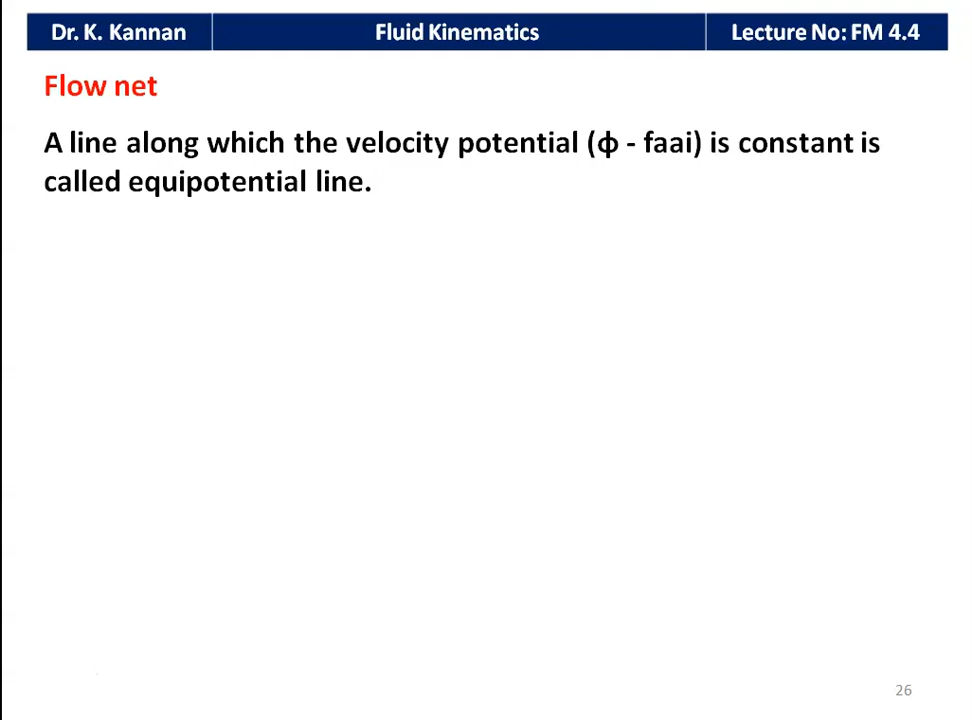 Dr. K. Kannan Fluid Kinematics Lecture No: FM 4.4
Flow net
A line along which the velocity potential (ϕ - faai) is constant is
called equipotential line.
26